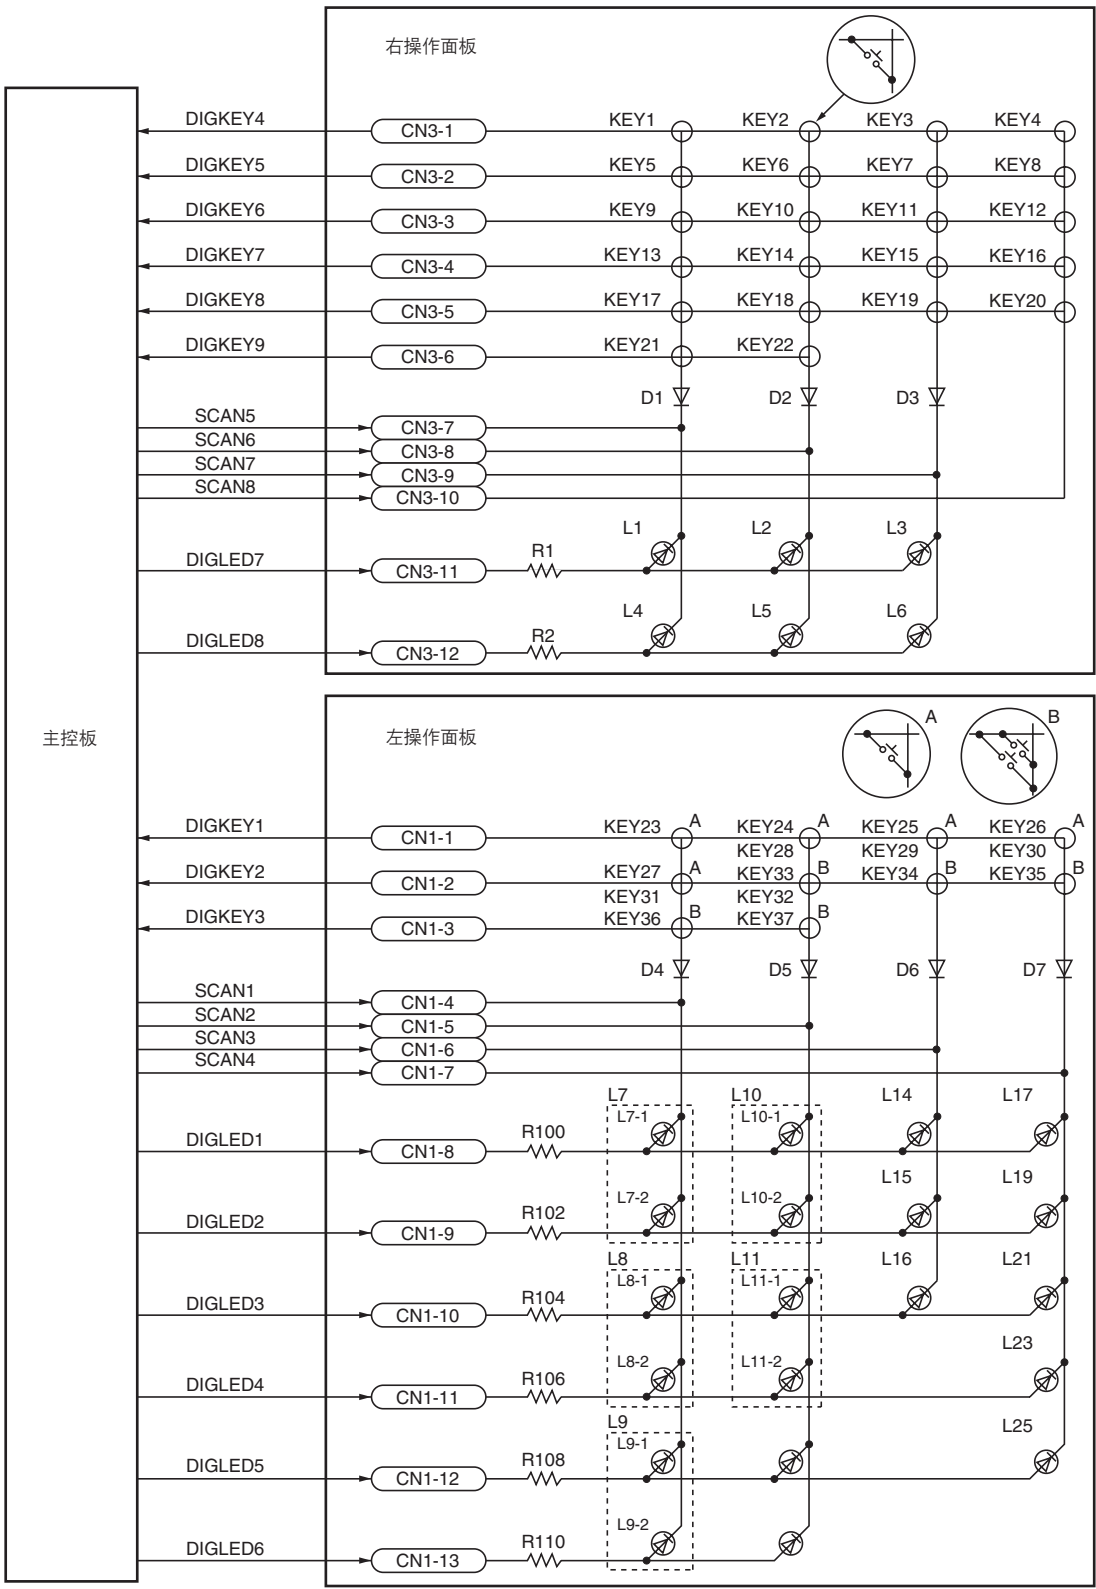 右操作面板
DIGKEY4 CN3-1 KEY1 KEY2 KEY3 KEY4
DIGKEY5 CN3-2 KEY5 KEY6 KEY7 KEY8
DIGKEY6 CN3-3 KEY9 KEY10 KEY11 KEY12
DIGKEY7 CN3-4 KEY13 KEY14 KEY15 KEY16
DIGKEY8 CN3-5 KEY17 KEY18 KEY19 KEY20
DIGKEY9 CN3-6 KEY21 KEY22
D1 D2 D3
SCAN5 CN3-7
SCAN6 CN3-8
SCAN7 CN3-9
SCAN8 CN3-10
L1 L2 L3
DIGLED7 CN3-11 R1
L4 L5 L6
DIGLED8 CN3-12 R2
主控板
左操作面板
A B
DIGKEY1 CN1-1 KEY23 A KEY24 A KEY25 A KEY26 A
KEY28 KEY29 KEY30
DIGKEY2 CN1-2 KEY27 A KEY33 B KEY34 B KEY35 B
KEY31 KEY32
DIGKEY3 CN1-3 KEY36 B KEY37 B
D4 D5 D6 D7
SCAN1 CN1-4
SCAN2 CN1-5
SCAN3 CN1-6
SCAN4 CN1-7
L7 L10 L14 L17
L7-1 L10-1
DIGLED1 CN1-8 R100
L15 L19
L7-2 L10-2
DIGLED2 CN1-9 R102
L8 L11 L16 L21
L8-1 L11-1
DIGLED3 CN1-10 R104
L23
L8-2 L11-2
DIGLED4 CN1-11 R106
L9 L25
L9-1
DIGLED5 CN1-12 R108
L9-2
DIGLED6 CN1-13 R110